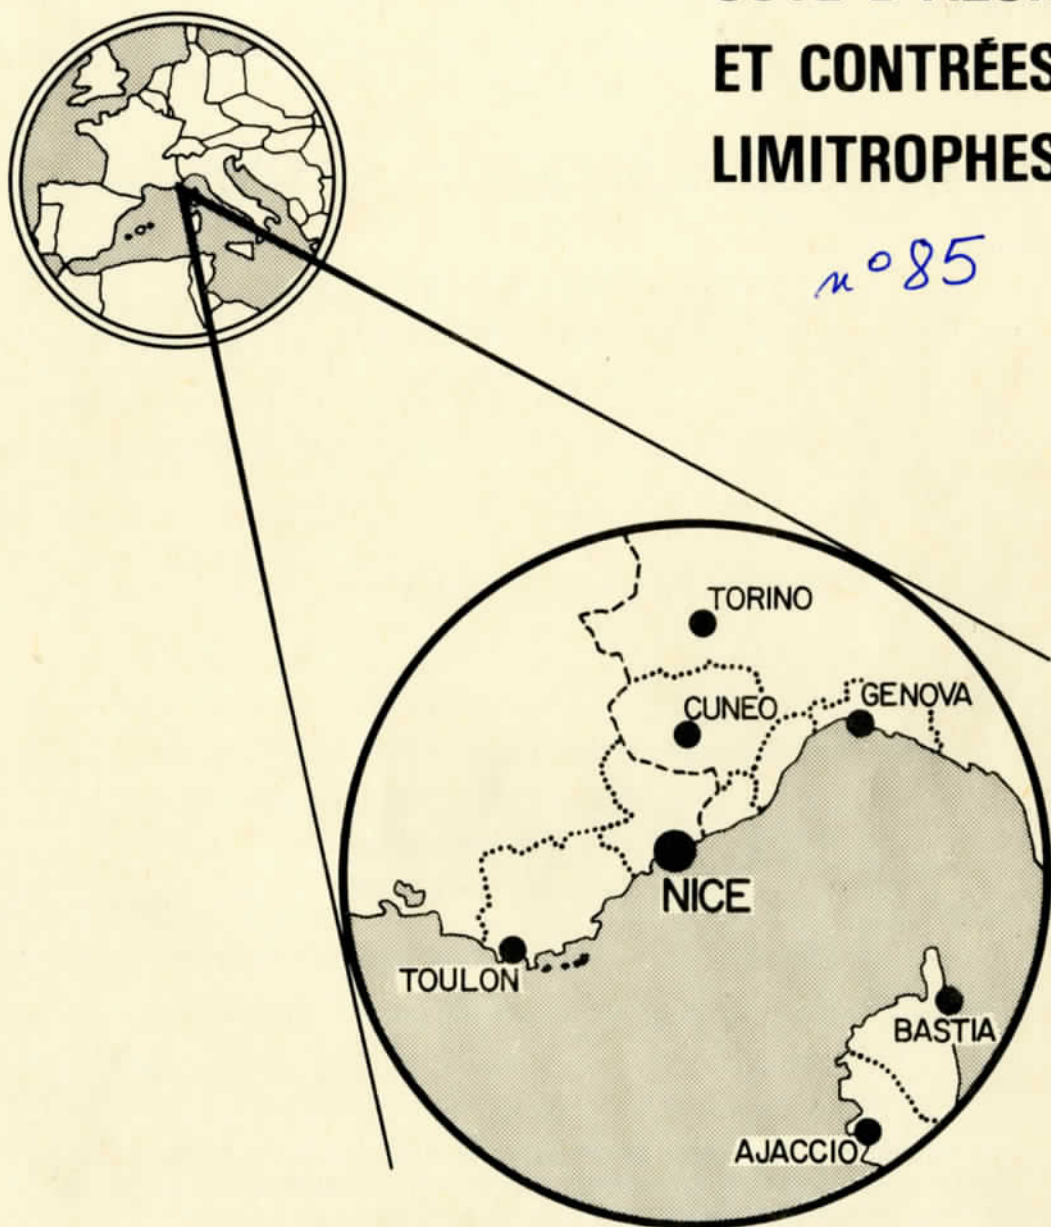 ET CONTRÉES
LIMITROPHES
n° 85
TORINO
CUNEO
GENOVA
NICE
TOULON
BASTIA
AJACCIO